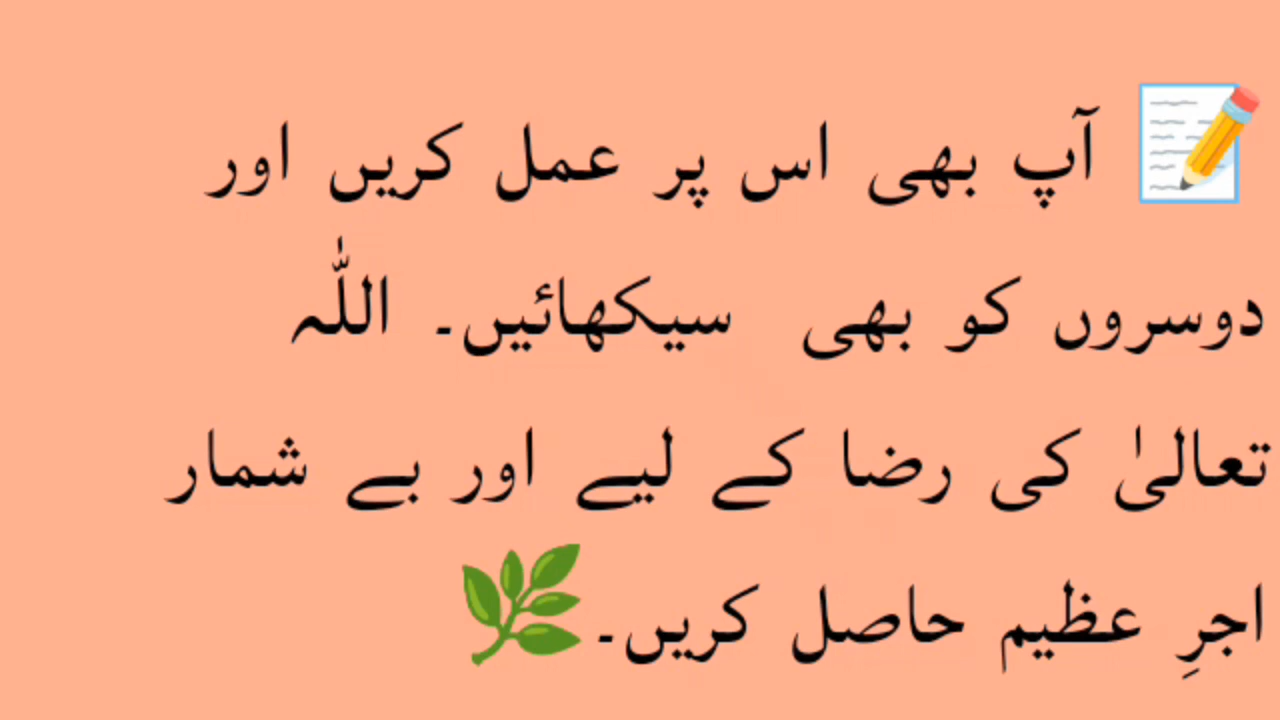 📝 آپ بھی اس پر عمل کریں اور
دوسروں کو بھی سیکھائیں۔ اللّٰہ
تعالیٰ کی رضا کے لیے اور بے شمار
اجرِ عظیم حاصل کریں۔🌿